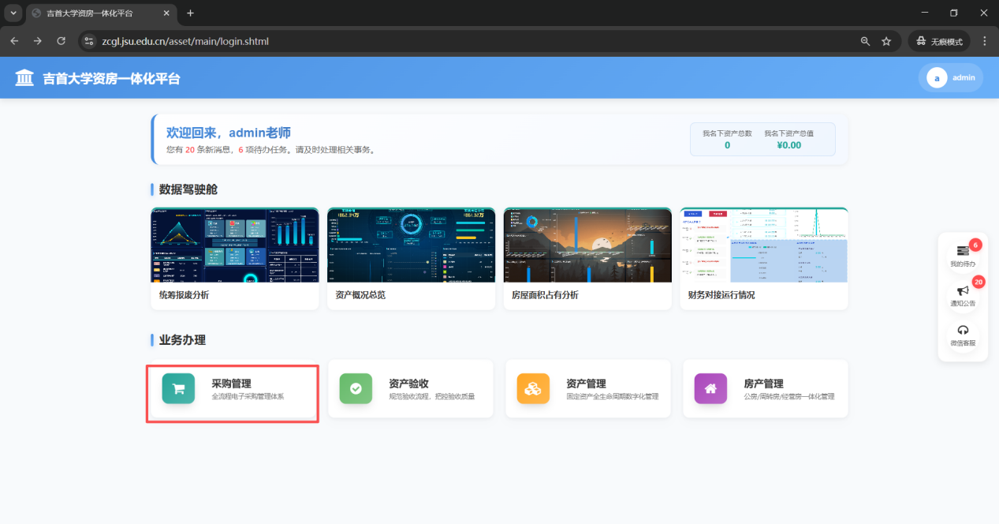 吉首大学资房一体化平台
zcgl.jsu.edu.cn/asset/main/login.shtml
无痕模式
吉首大学资房一体化平台
a admin
欢迎回来，admin老师
您有 20 条新消息，6 项待办任务。请及时处理相关事务。
我名下资产总数 我名下资产总值
0 ¥0.00
数据驾驶舱
统筹报废分析 资产概况总览 房屋面积占有分析 财务对接运行情况
6
我的待办
20
通知公告
微信客服
业务办理
采购管理
全流程电子采购管理体系
资产验收
规范验收流程，把控验收质量
资产管理
固定资产全生命周期数字化管理
房产管理
公房/周转房/经营房一体化管理